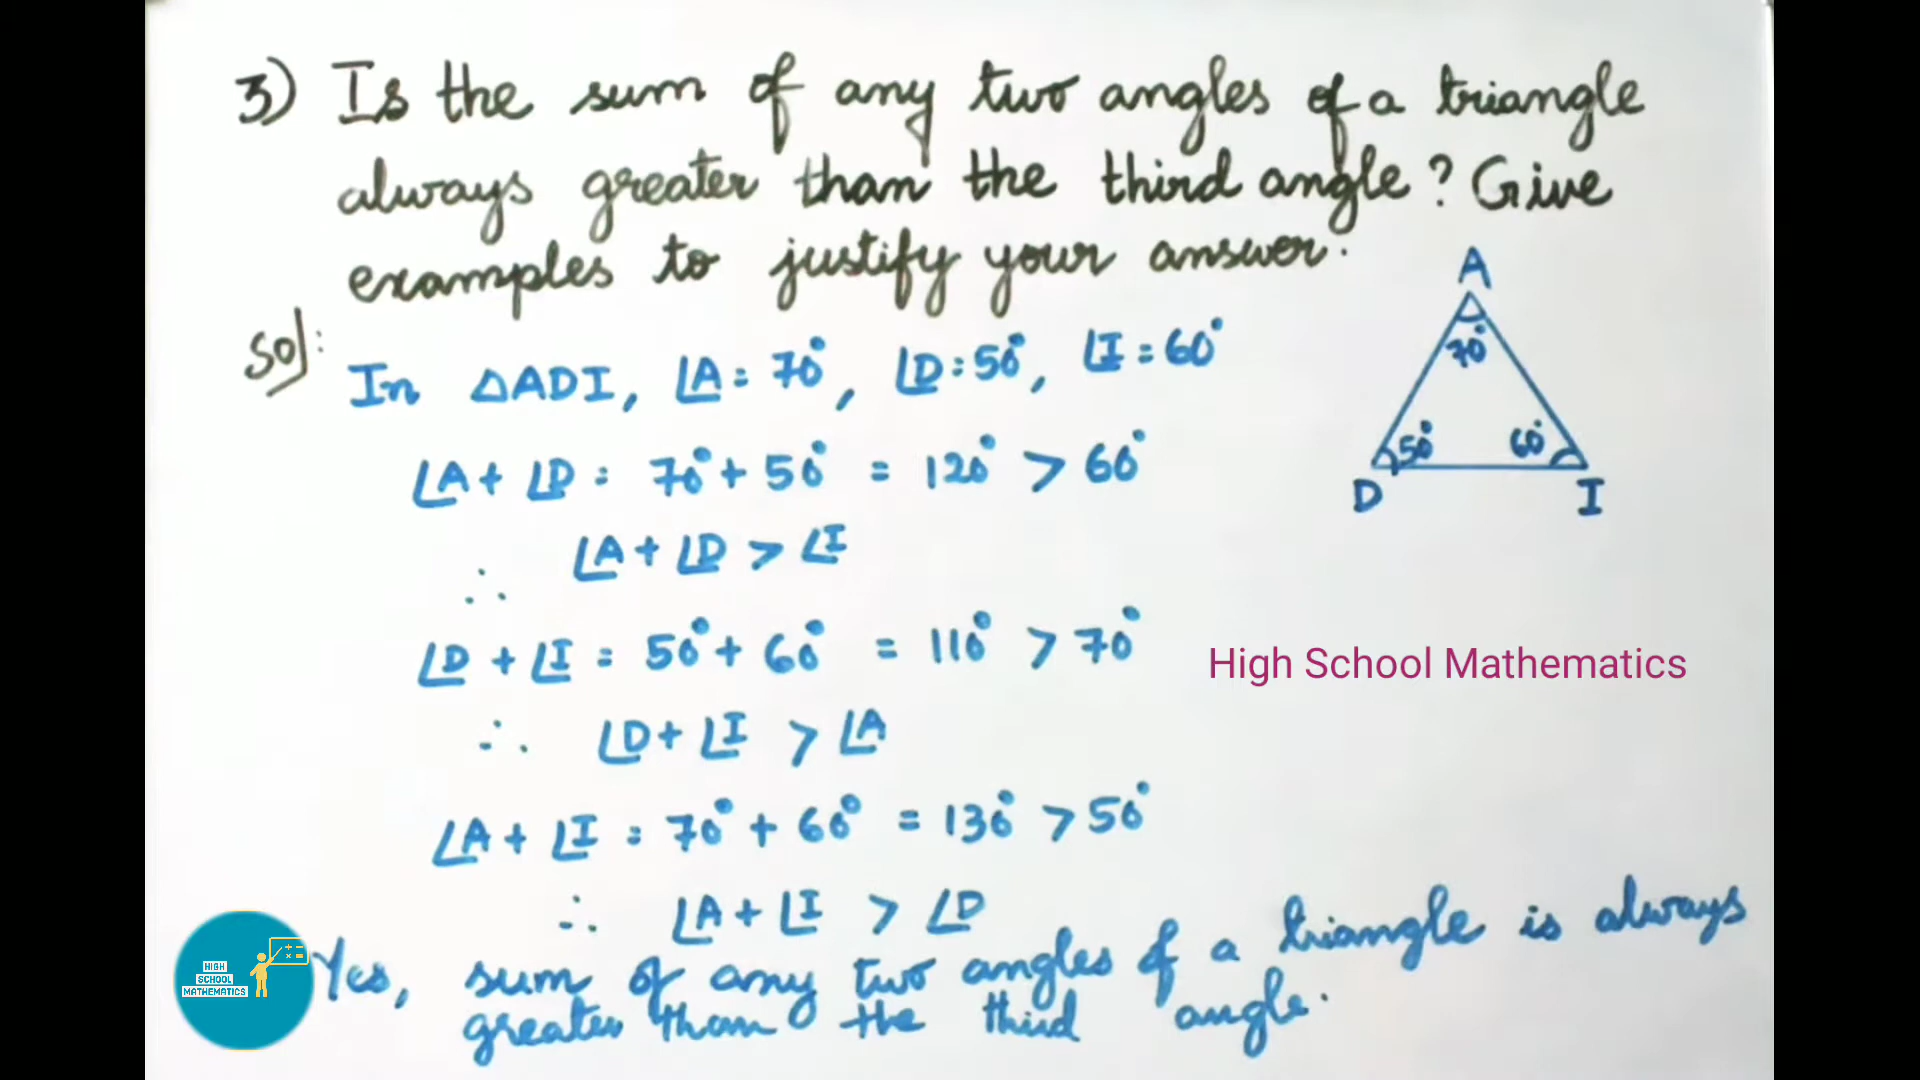 3) Is the sum of any two angles of a triangle
always greater than the third angle? Give
examples to justify your answer.
Sol:
In △ADI, ∠A = 70°, ∠D = 50°, ∠I = 60°
∠A + ∠D = 70° + 50° = 120° > 60°
∴ ∠A + ∠D > ∠I
∠D + ∠I = 50° + 60° = 110° > 70°
∴ ∠D + ∠I > ∠A
∠A + ∠I = 70° + 60° = 130° > 50°
∴ ∠A + ∠I > ∠D
Yes, sum of any two angles of a triangle is always
greater than the third angle.
A
70°
50° 60°
D I
High School Mathematics
HIGH
SCHOOL
MATHEMATICS